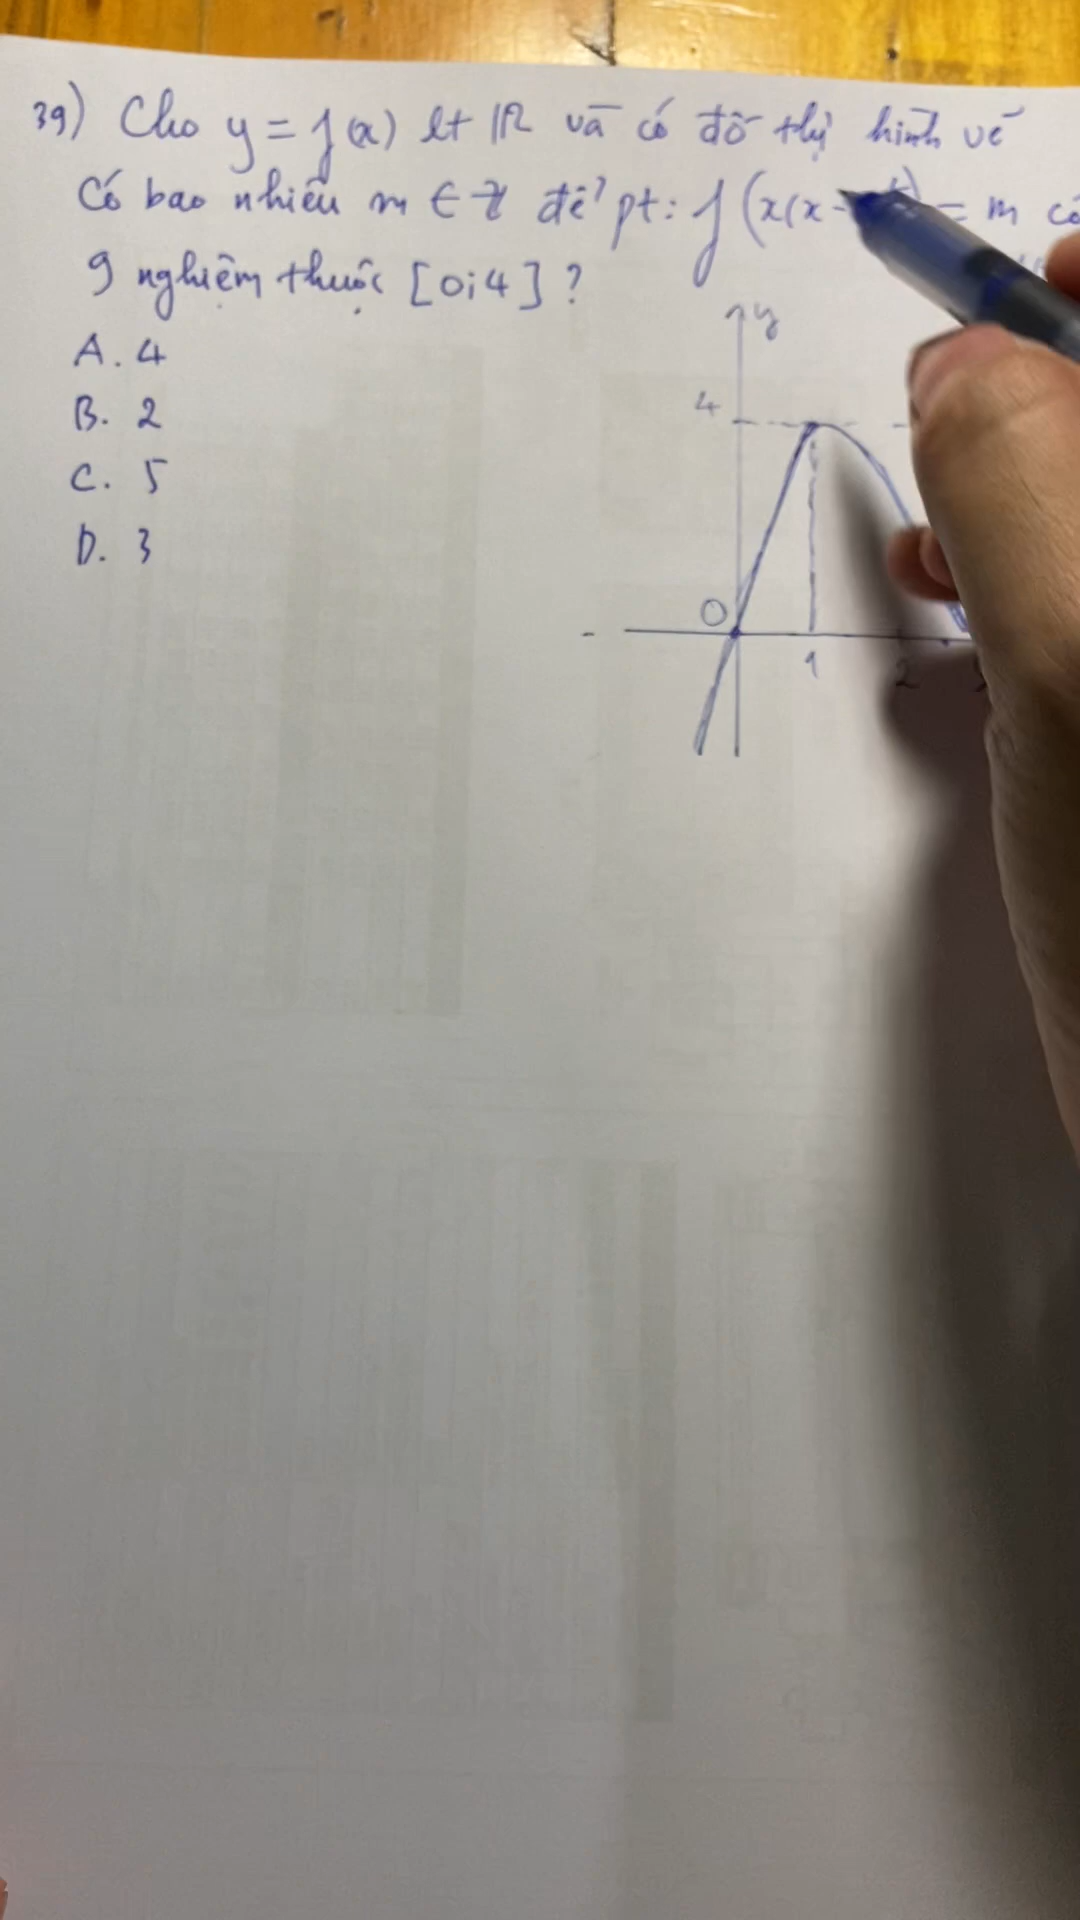 39) Cho y = f(x) lt ℝ và có đồ thị hình vẽ
Có bao nhiêu m ∈ Z để pt: f(x(x- = m có
9 nghiệm thuộc [0;4] ?
A. 4
B. 2
C. 5
D. 3
y
4
O
1
2